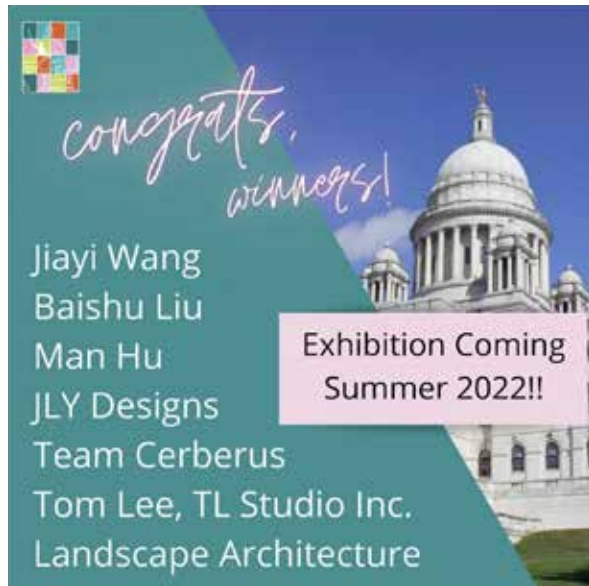 congrats,
winners!
Jiayi Wang
Baishu Liu
Man Hu
JLY Designs
Team Cerberus
Tom Lee, TL Studio Inc.
Landscape Architecture
Exhibition Coming
Summer 2022!!